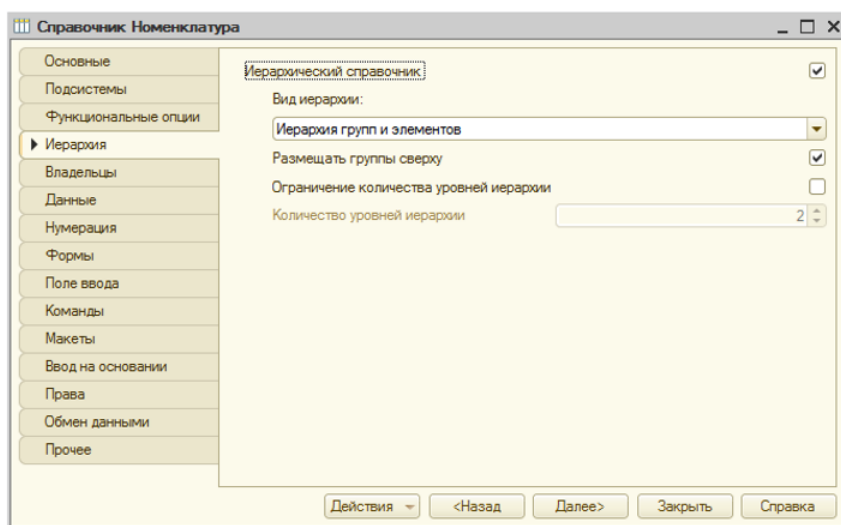 Справочник Номенклатура
Основные
Подсистемы
Функциональные опции
Иерархия
Владельцы
Данные
Нумерация
Формы
Поле ввода
Команды
Макеты
Ввод на основании
Права
Обмен данными
Прочее
Иерархический справочник
Вид иерархии:
Иерархия групп и элементов
Размещать группы сверху
Ограничение количества уровней иерархии
Количество уровней иерархии 2
Действия <Назад Далее> Закрыть Справка